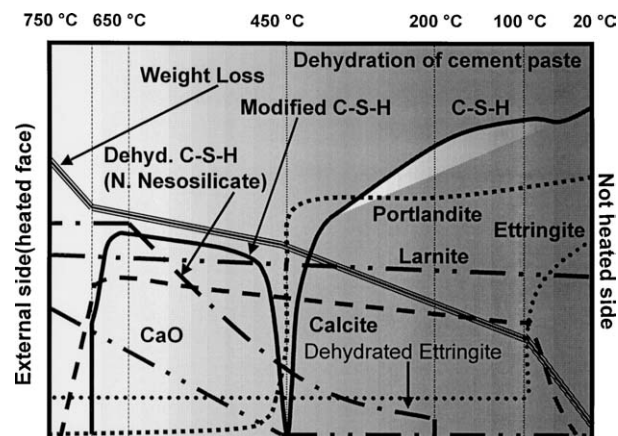 750 °C 650 °C 450 °C 200 °C 100 °C 20 °C
Dehydration of cement paste
Weight Loss
Modified C-S-H C-S-H
Dehyd. C-S-H
(N. Nesosilicate)
Portlandite
Ettringite
Larnite
CaO
Calcite
Dehydrated Ettringite
External side(heated face)
Not heated side